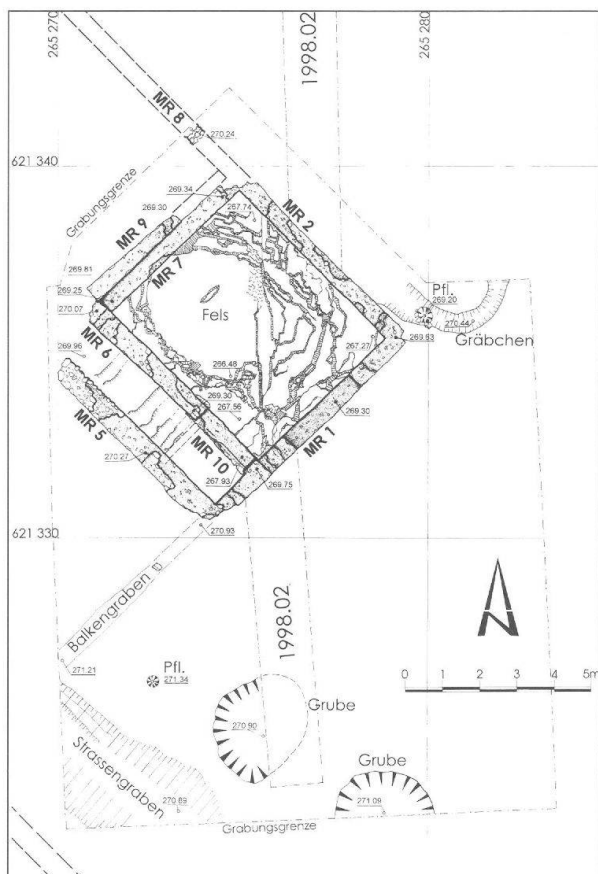 265 270
1998.02
265 280
MR 8
270.24
621 340
269.34
269.30
267.74
MR 2
Grabungsgrenze
MR 9
MR 7
269.81
269.25
270.07
Pfl.
269.20
270.44
Gräbchen
Fels
267.27
269.83
MR 6
269.96
266.48
269.30
267.56
269.30
MR 5
MR 10
MR 1
270.27
267.93
269.75
621 330
270.93
Balkengraben
1998.02
0 1 2 3 4 5m
271.21
Pfl.
271.34
Grube
270.90
Strassengraben
Grube
270.89
271.09
Grabungsgrenze